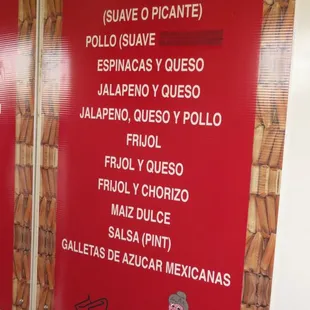 (SUAVE O PICANTE)
POLLO (SUAVE
ESPINACAS Y QUESO
JALAPENO Y QUESO
JALAPENO, QUESO Y POLLO
FRIJOL
FRJOL Y QUESO
FRIJOL Y CHORIZO
MAIZ DULCE
SALSA (PINT)
GALLETAS DE AZUCAR MEXICANAS